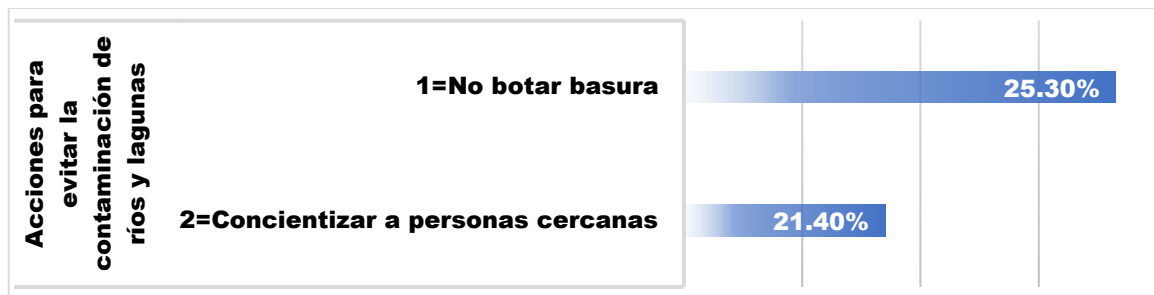 Acciones para
evitar la
contaminación de
ríos y lagunas
1=No botar basura
25.30%
2=Concientizar a personas cercanas
21.40%